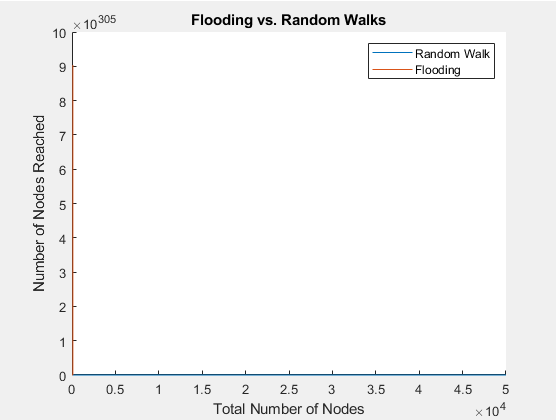 Flooding vs. Random Walks
×10^305
10
9
8
7
6
5
4
3
2
1
0
Number of Nodes Reached
Random Walk
Flooding
0 0.5 1 1.5 2 2.5 3 3.5 4 4.5 5
Total Number of Nodes
×10^4